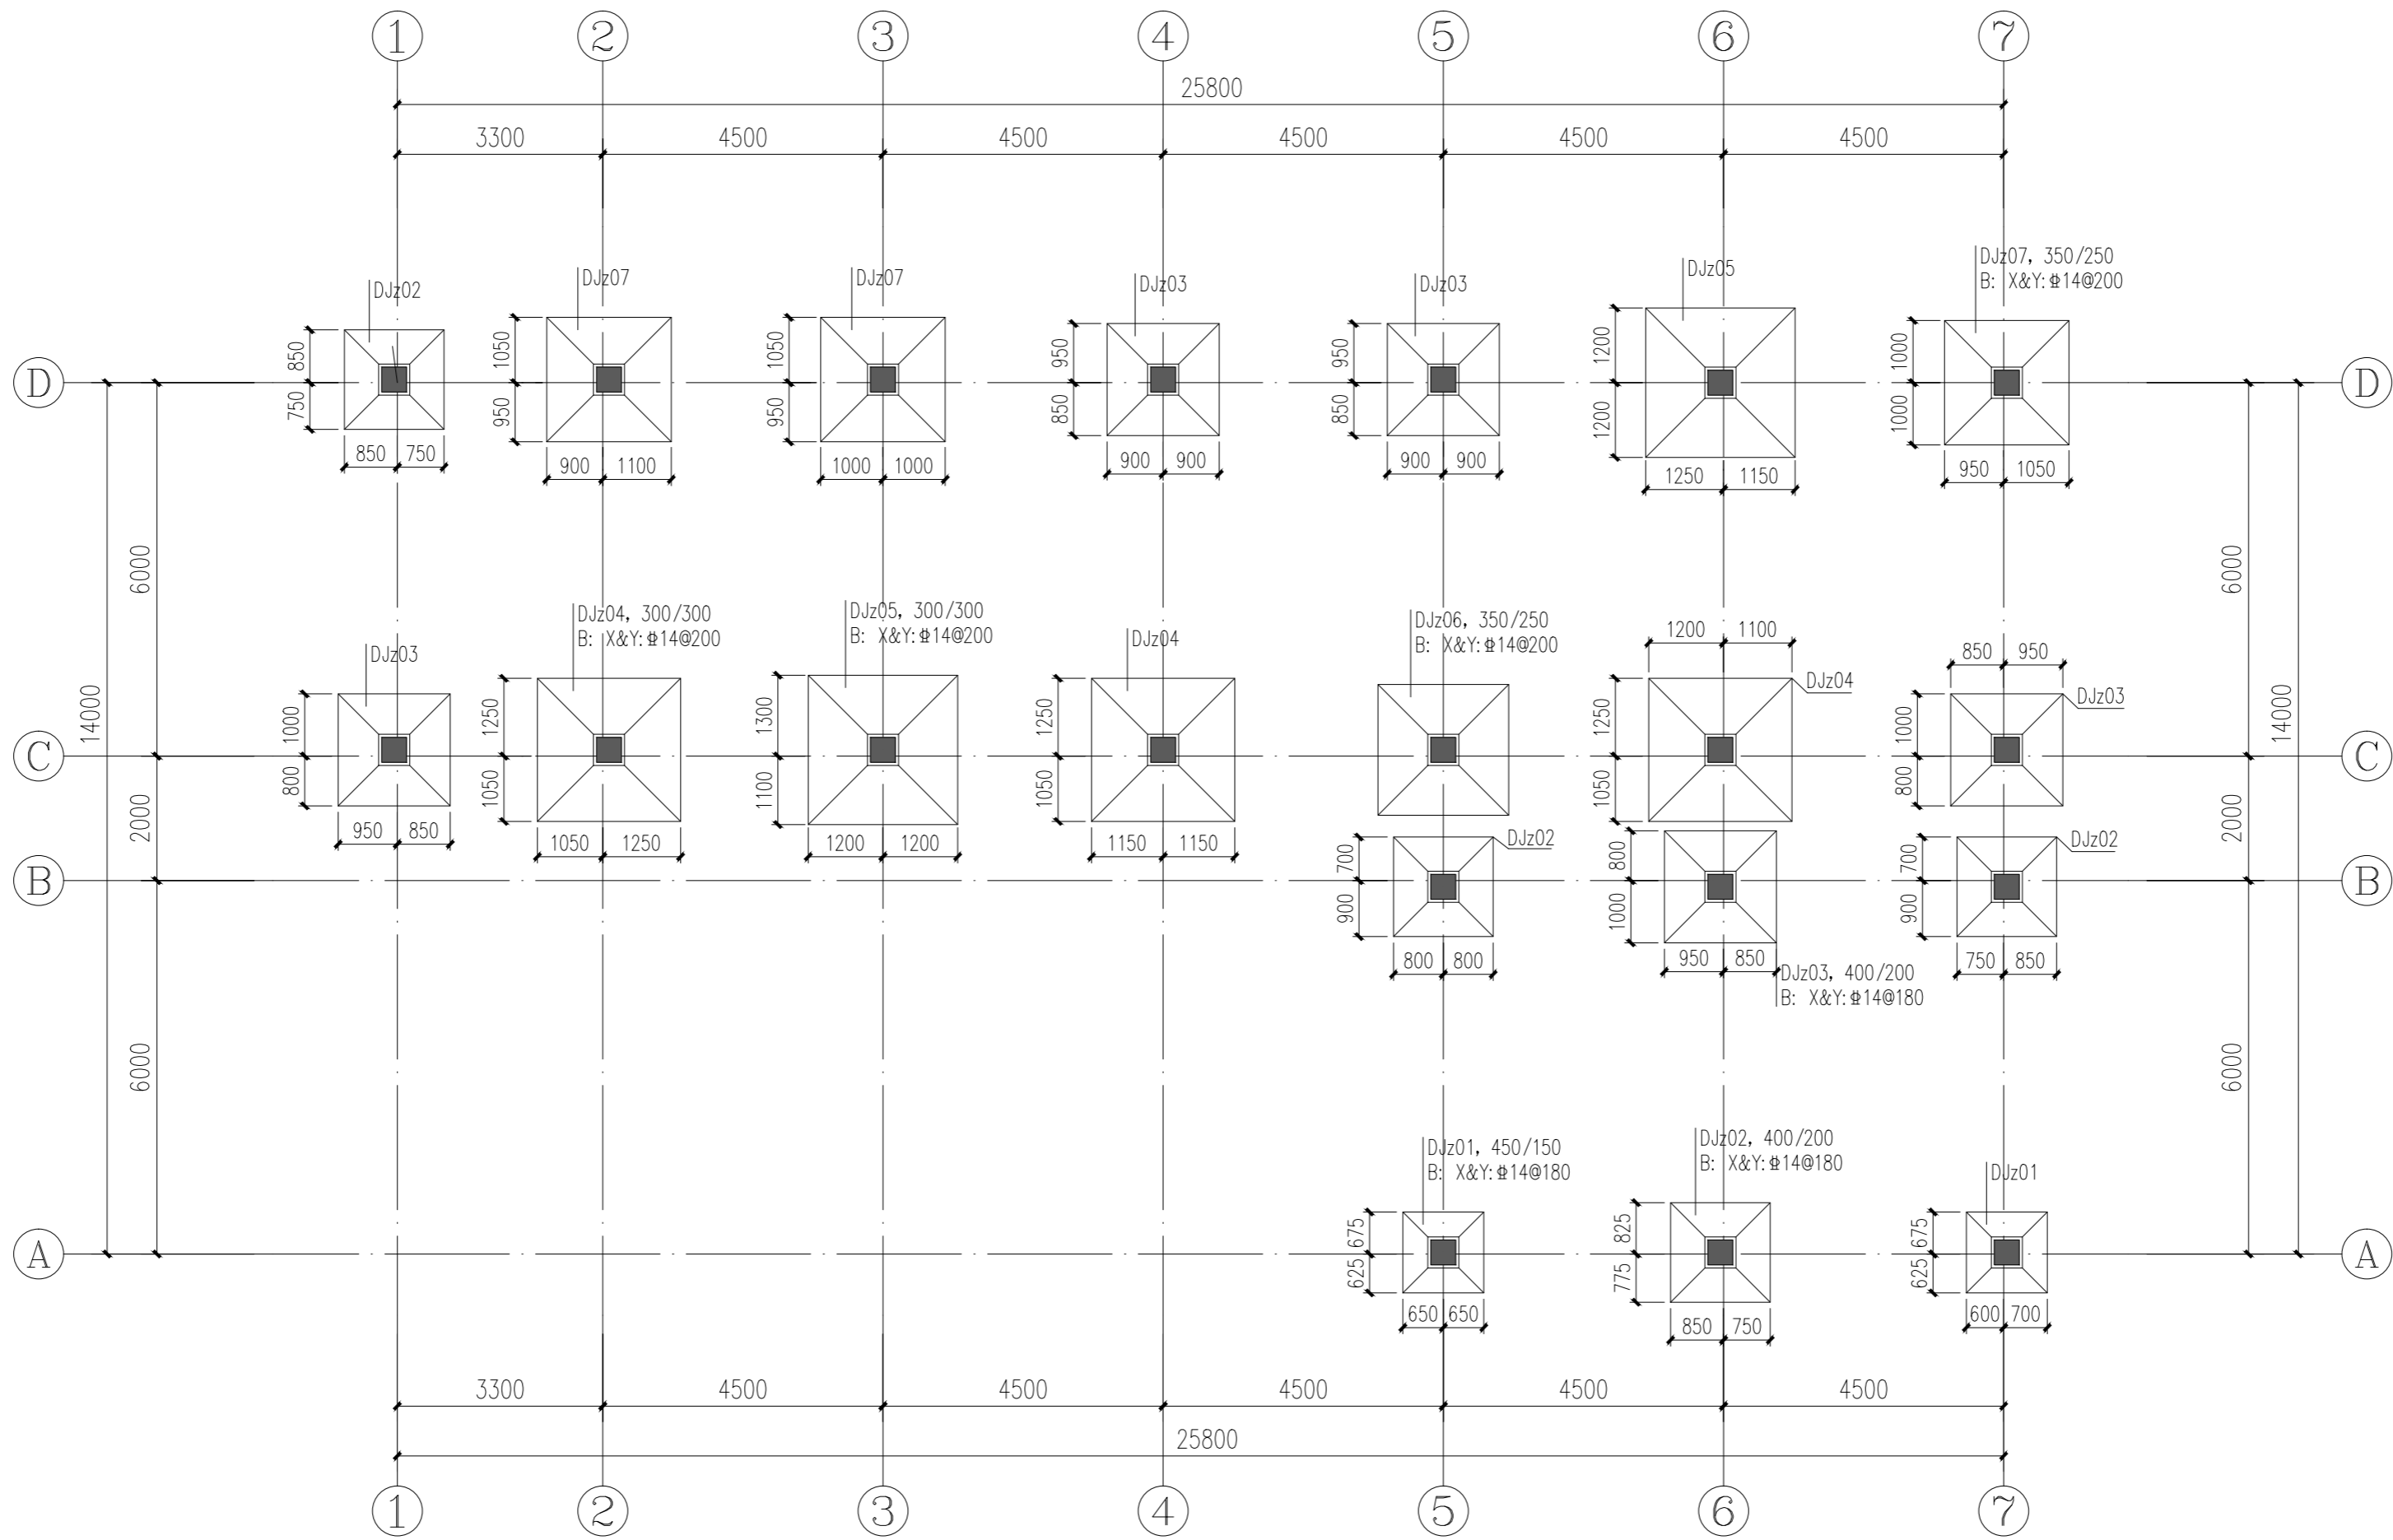 1 2 3 4 5 6 7
25800
3300 4500 4500 4500 4500 4500
DJz02
850
750
850 750
DJz07
1050
950
900 1100
DJz07
1050
950
1000 1000
DJz03
950
850
900 900
DJz03
950
850
900 900
DJz05
1200
1200
1250 1150
DJz07, 350/250
B: X&Y:⌀14@200
1000
1000
950 1050
D D
6000
14000
6000
14000
DJz03
1000
800
950 850
DJz04, 300/300
B: X&Y:⌀14@200
1250
1050
1050 1250
DJz05, 300/300
B: X&Y:⌀14@200
1300
1100
1200 1200
DJz04
1250
1050
1150 1150
DJz06, 350/250
B: X&Y:⌀14@200
1200 1100
1250
1050
DJz04
850 950
1000
800
DJz03
C C
2000
2000
700
900
DJz02
800 800
800
1000
950 850
DJz03, 400/200
B: X&Y:⌀14@180
700
900
DJz02
750 850
B B
6000
6000
DJz01, 450/150
B: X&Y:⌀14@180
675
625
650 650
DJz02, 400/200
B: X&Y:⌀14@180
825
775
850 750
DJz01
675
625
600 700
A A
3300 4500 4500 4500 4500 4500
25800
1 2 3 4 5 6 7